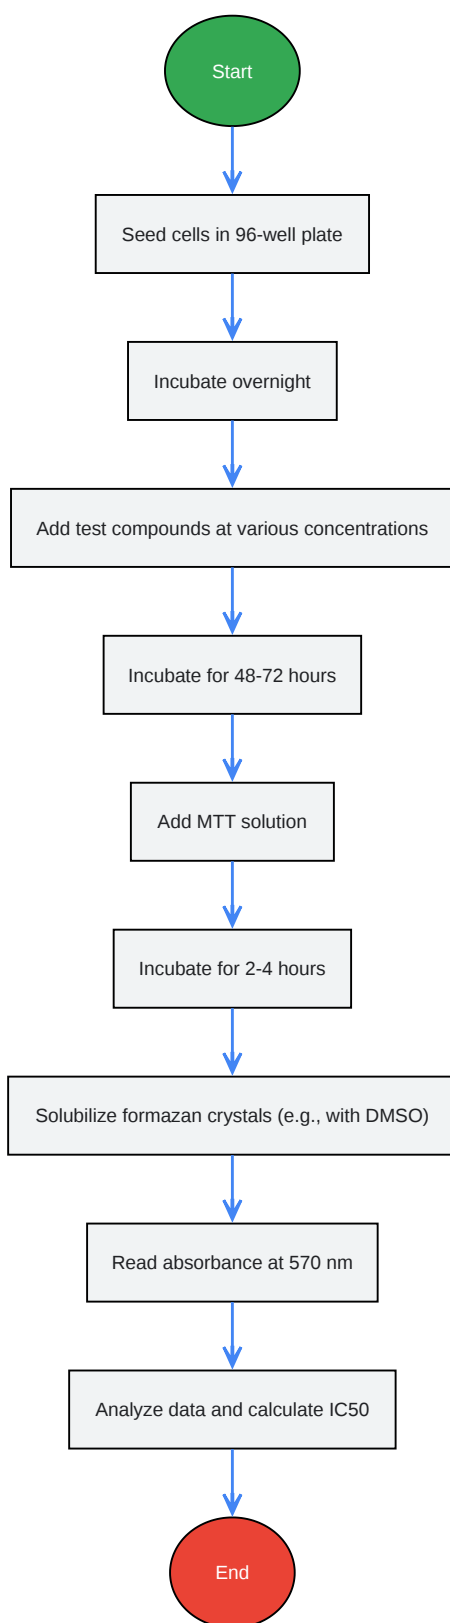 Start
Seed cells in 96-well plate
Incubate overnight
Add test compounds at various concentrations
Incubate for 48-72 hours
Add MTT solution
Incubate for 2-4 hours
Solubilize formazan crystals (e.g., with DMSO)
Read absorbance at 570 nm
Analyze data and calculate IC50
End